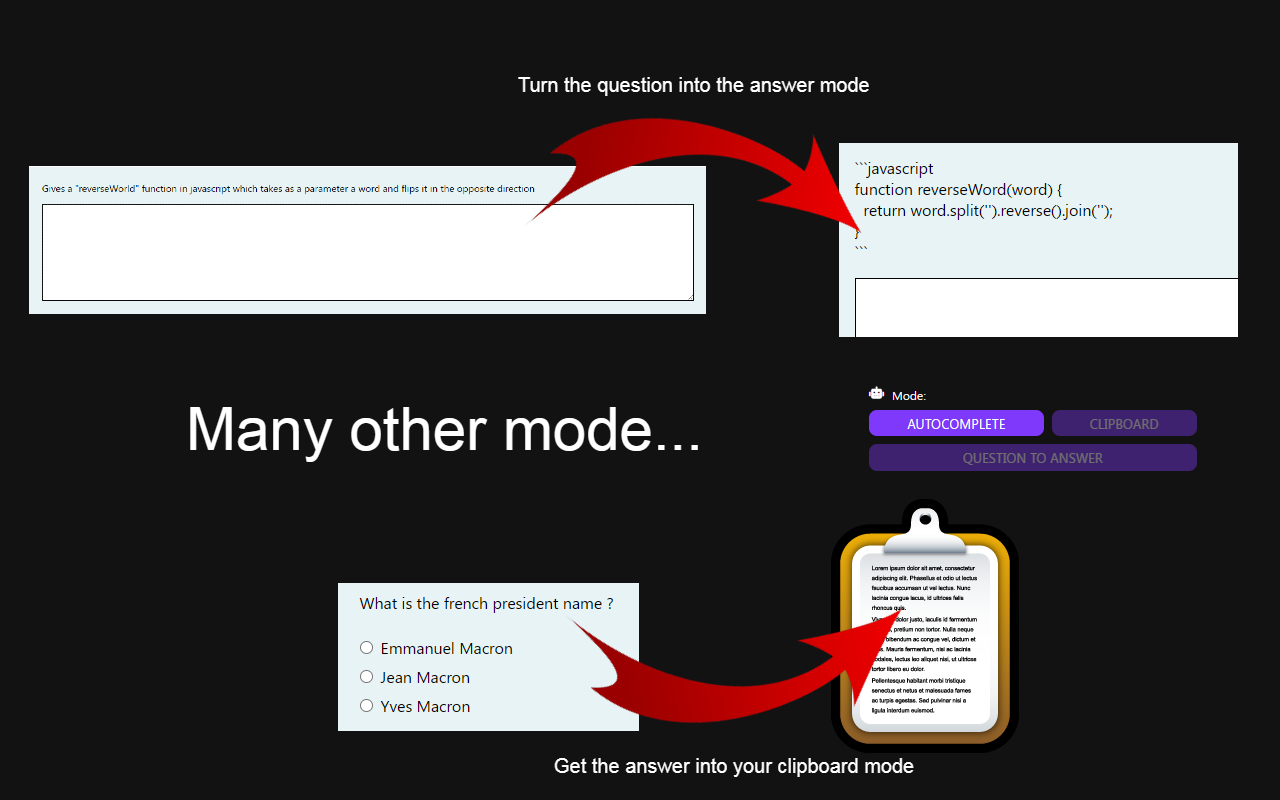 Turn the question into the answer mode
Gives a "reverseWorld" function in javascript which takes as a parameter a word and flips it in the opposite direction
```javascript
function reverseWord(word) {
return word.split('').reverse().join('');
}
```
Many other mode...
Mode:
AUTOCOMPLETE
CLIPBOARD
QUESTION TO ANSWER
What is the french president name ?
Emmanuel Macron
Jean Macron
Yves Macron
Lorem ipsum dolor sit amet, consectetur
adipiscing elit. Phasellus et odio ut lectus
faucibus accumsan ut vel lectus. Nunc
lacinia congue lacus, id ultrices felis
rhoncus quis.
dolor justo, iaculis id fermentum
pretium non tortor. Nulla neque
bibendum ac congue vel, dictum et
Mauris fermentum, nisi ac lacinia
sodales, lectus leo aliquet nisl, ut ultrices
tortor libero eu dolor.
Pellentesque habitant morbi tristique
senectus et netus et malesuada fames
ac turpis egestas. Sed pulvinar nisi a
ligula interdum euismod.
Get the answer into your clipboard mode